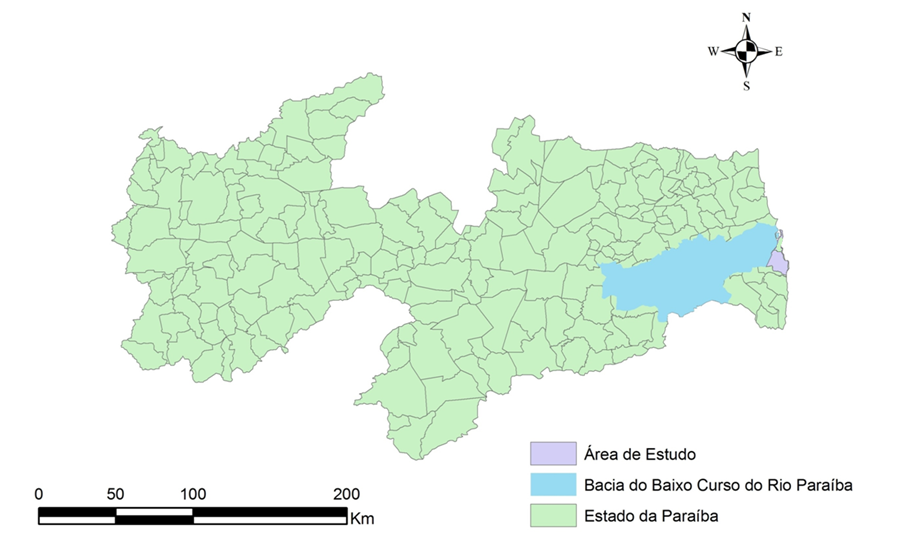 N
W E
S
Área de Estudo
Bacia do Baixo Curso do Rio Paraíba
Estado da Paraíba
0 50 100 200
Km